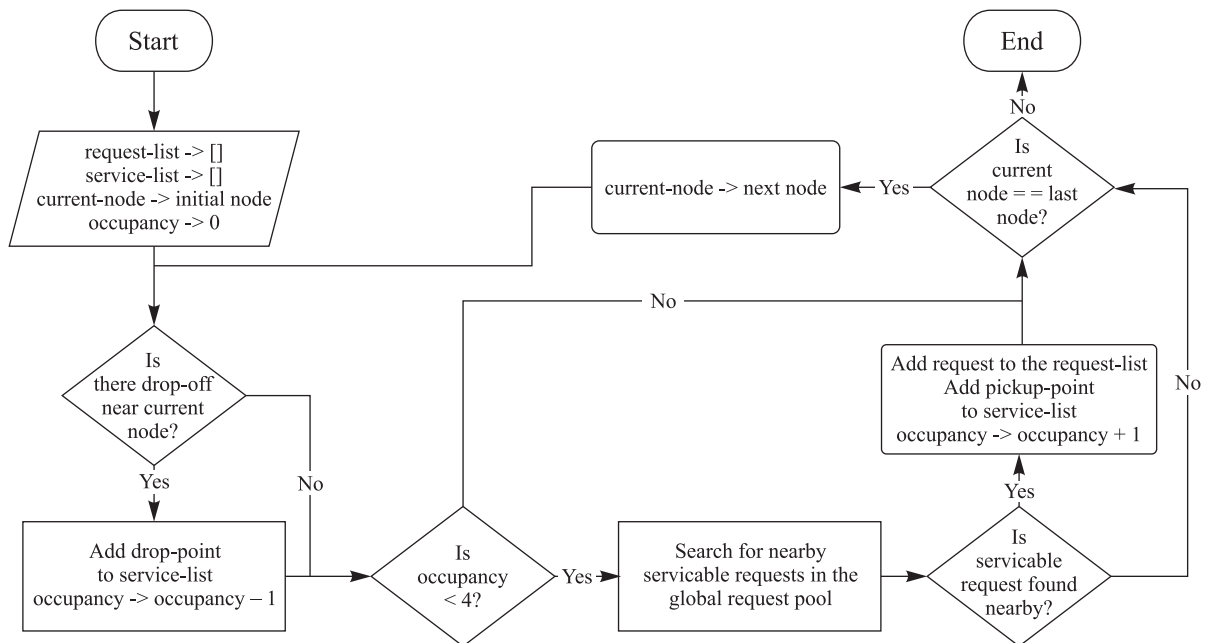 Start
request-list -> []
service-list -> []
current-node -> initial node
occupancy -> 0
Is
there drop-off
near current
node?
Yes
No
Add drop-point
to service-list
occupancy -> occupancy – 1
Is
occupancy
< 4?
No
Yes
Search for nearby
servicable requests in the
global request pool
Is
servicable
request found
nearby?
Yes
No
Add request to the request-list
Add pickup-point
to service-list
occupancy -> occupancy + 1
Is
current
node = = last
node?
Yes
current-node -> next node
No
End